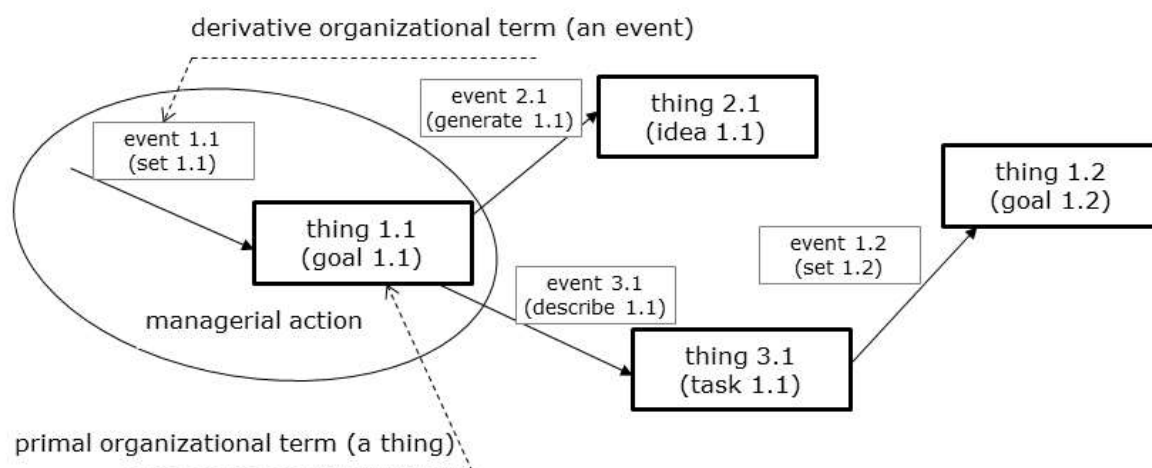 derivative organizational term (an event)
event 1.1
(set 1.1)
event 2.1
(generate 1.1)
thing 2.1
(idea 1.1)
thing 1.1
(goal 1.1)
managerial action
event 3.1
(describe 1.1)
thing 3.1
(task 1.1)
event 1.2
(set 1.2)
thing 1.2
(goal 1.2)
primal organizational term (a thing)